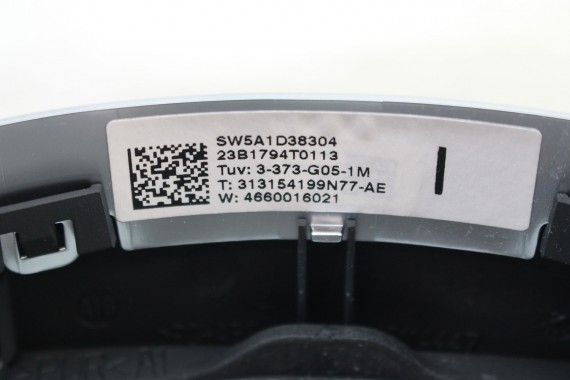 SW5A1D38304
23B1794T0113
Tuv: 3-373-G05-1M
T: 313154199N77-AE
W: 4660016021